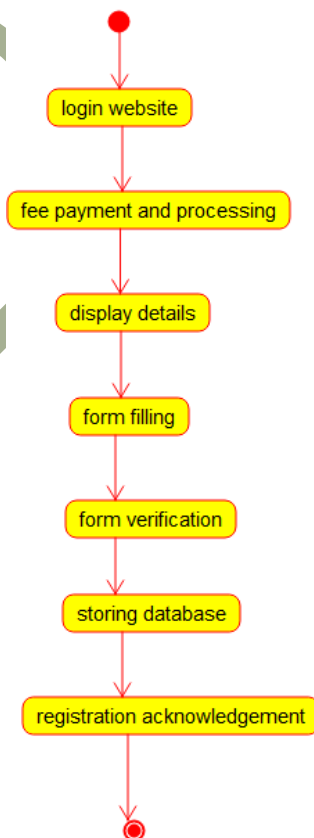 login website
fee payment and processing
display details
form filling
form verification
storing database
registration acknowledgement